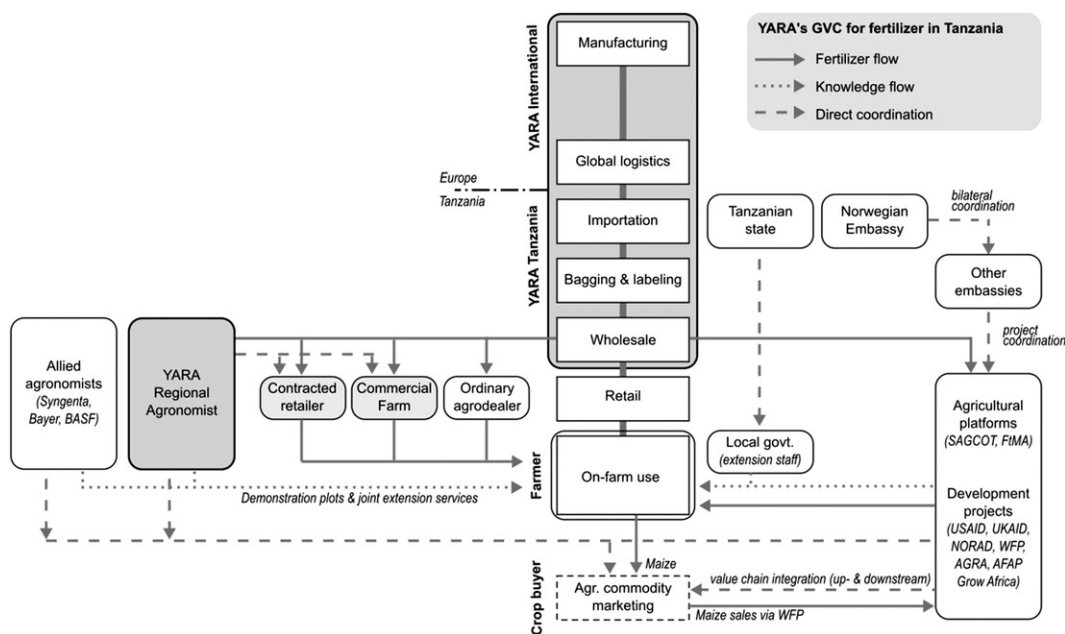 YARA's GVC for fertilizer in Tanzania
Fertilizer flow
Knowledge flow
Direct coordination
YARA International
Manufacturing
Global logistics
Europe
Tanzania
YARA Tanzania
Importation
Bagging & labeling
Wholesale
Tanzanian
state
Norwegian
Embassy
bilateral
coordination
Other
embassies
project
coordination
Allied
agronomists
(Syngenta,
Bayer, BASF)
YARA
Regional
Agronomist
Contracted
retailer
Commercial
Farm
Ordinary
agrodealer
Retail
Farmer
On-farm use
Local govt.
(extension staff)
Agricultural
platforms
(SAGCOT, FtMA)
Development
projects
(USAID, UKAID,
NORAD, WFP,
AGRA, AFAP
Grow Africa)
Demonstration plots & joint extension services
Maize
Crop buyer
Agr. commodity
marketing
value chain integration (up- & downstream)
Maize sales via WFP